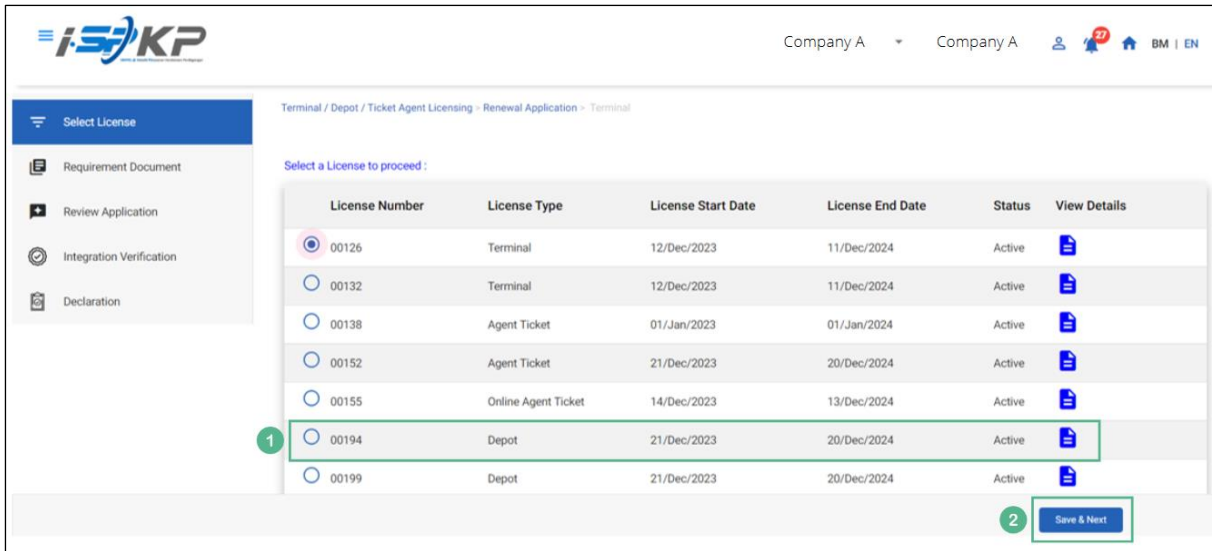 i-SPKP
Company A Company A 27 BM | EN
Select License
Requirement Document
Review Application
Integration Verification
Declaration
Terminal / Depot / Ticket Agent Licensing > Renewal Application > Terminal
Select a License to proceed :
License Number License Type License Start Date License End Date Status View Details
00126 Terminal 12/Dec/2023 11/Dec/2024 Active
00132 Terminal 12/Dec/2023 11/Dec/2024 Active
00138 Agent Ticket 01/Jan/2023 01/Jan/2024 Active
00152 Agent Ticket 21/Dec/2023 20/Dec/2024 Active
00155 Online Agent Ticket 14/Dec/2023 13/Dec/2024 Active
1 00194 Depot 21/Dec/2023 20/Dec/2024 Active
00199 Depot 21/Dec/2023 20/Dec/2024 Active
2 Save & Next